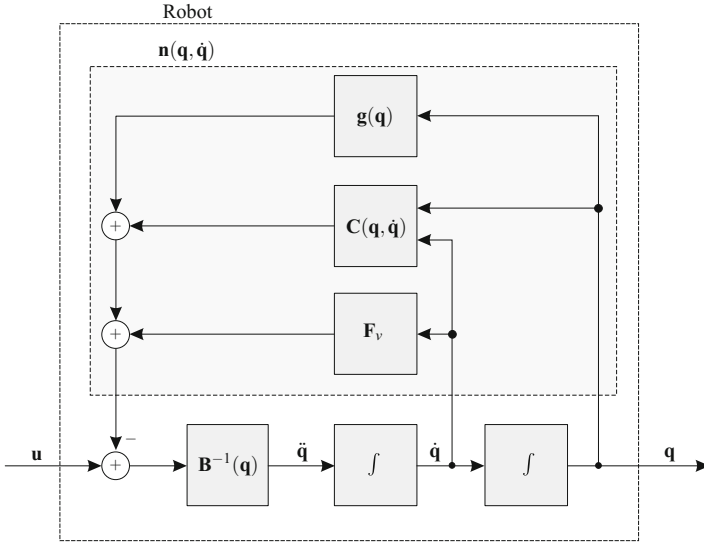 Robot
n(q, q̇)
g(q)
+
C(q, q̇)
+
F_v
−
u
+
B⁻¹(q)
q̈
∫
q̇
∫
q